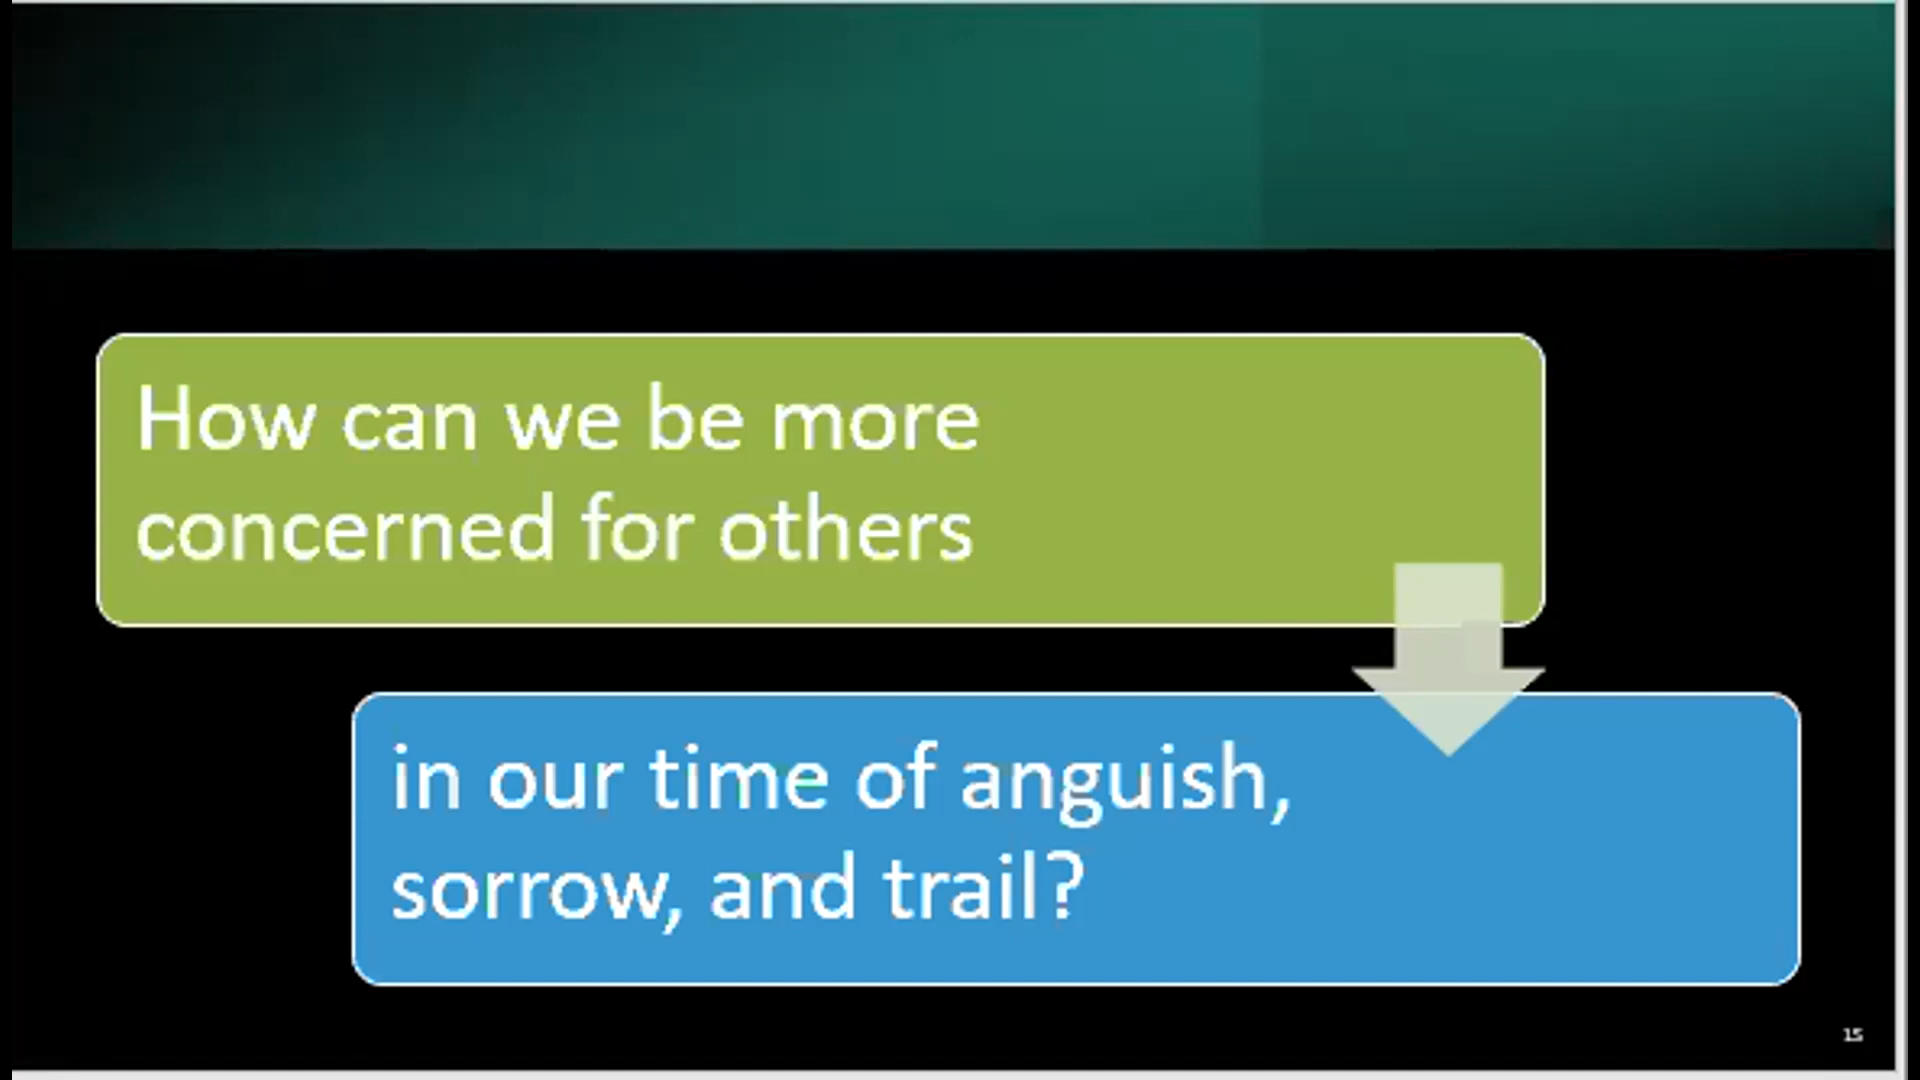 How can we be more
concerned for others
in our time of anguish,
sorrow, and trail?
15